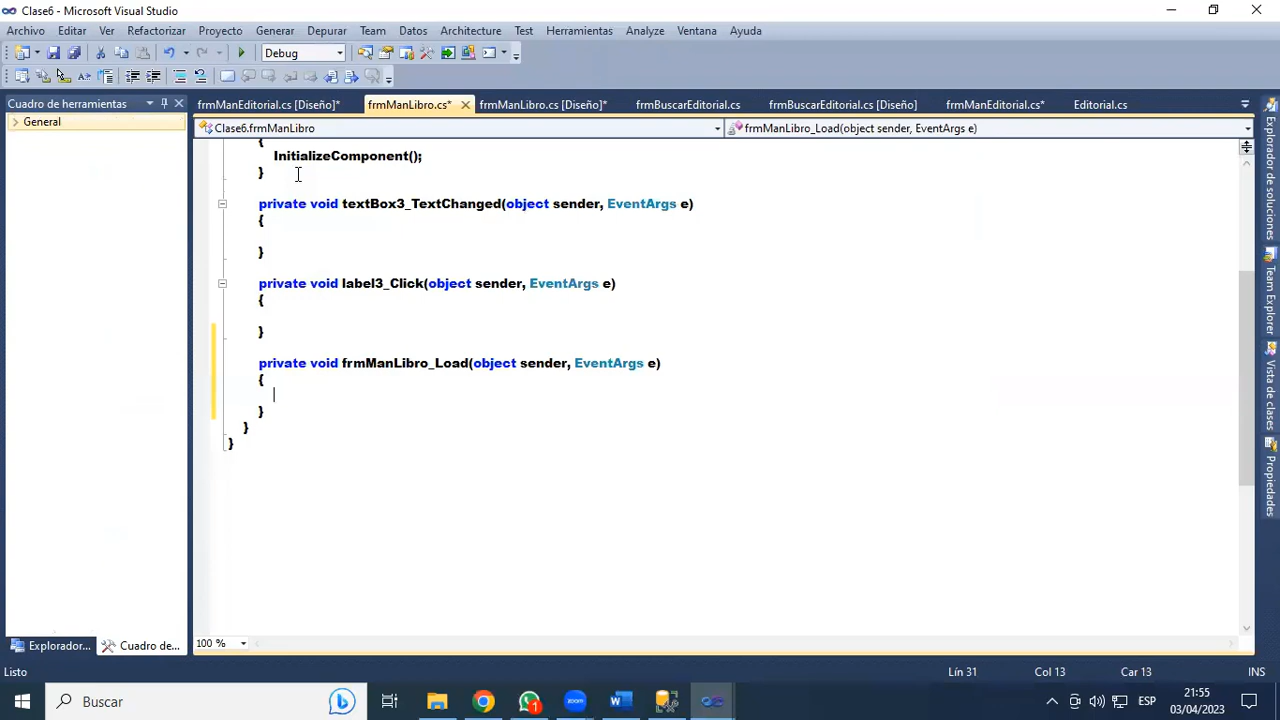 Clase6 - Microsoft Visual Studio
Archivo Editar Ver Refactorizar Proyecto Generar Depurar Team Datos Architecture Test Herramientas Analyze Ventana Ayuda
Debug
Cuadro de herramientas
General
frmManEditorial.cs [Diseño]* frmManLibro.cs* frmManLibro.cs [Diseño]* frmBuscarEditorial.cs frmBuscarEditorial.cs [Diseño] frmManEditorial.cs* Editorial.cs
Clase6.frmManLibro frmManLibro_Load(object sender, EventArgs e)
{
InitializeComponent();
}
private void textBox3_TextChanged(object sender, EventArgs e)
{
}
private void label3_Click(object sender, EventArgs e)
{
}
private void frmManLibro_Load(object sender, EventArgs e)
{
}
}
}
Explorador de soluciones
Team Explorer
Vista de clases
Propiedades
100 %
Explorador... Cuadro de...
Listo Lín 31 Col 13 Car 13 INS
Buscar
zoom
1
ESP
21:55
03/04/2023